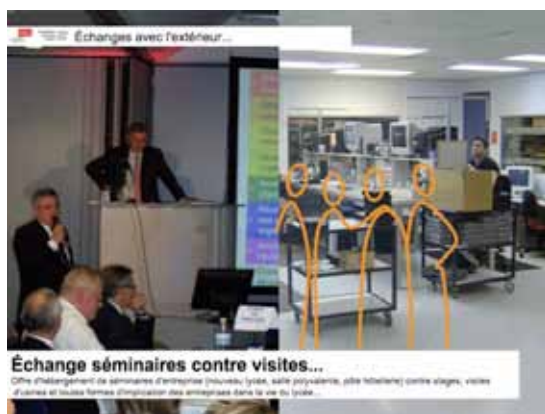 Échanges avec l'extérieur...
Échange séminaires contre visites...
Offre d'hébergement de séminaires d'entreprise (nouveau lycée, salle polyvalente, pôle hôtellerie) contre stages, visites
d'usines et toutes formes d'implication des entreprises dans la vie du lycée...